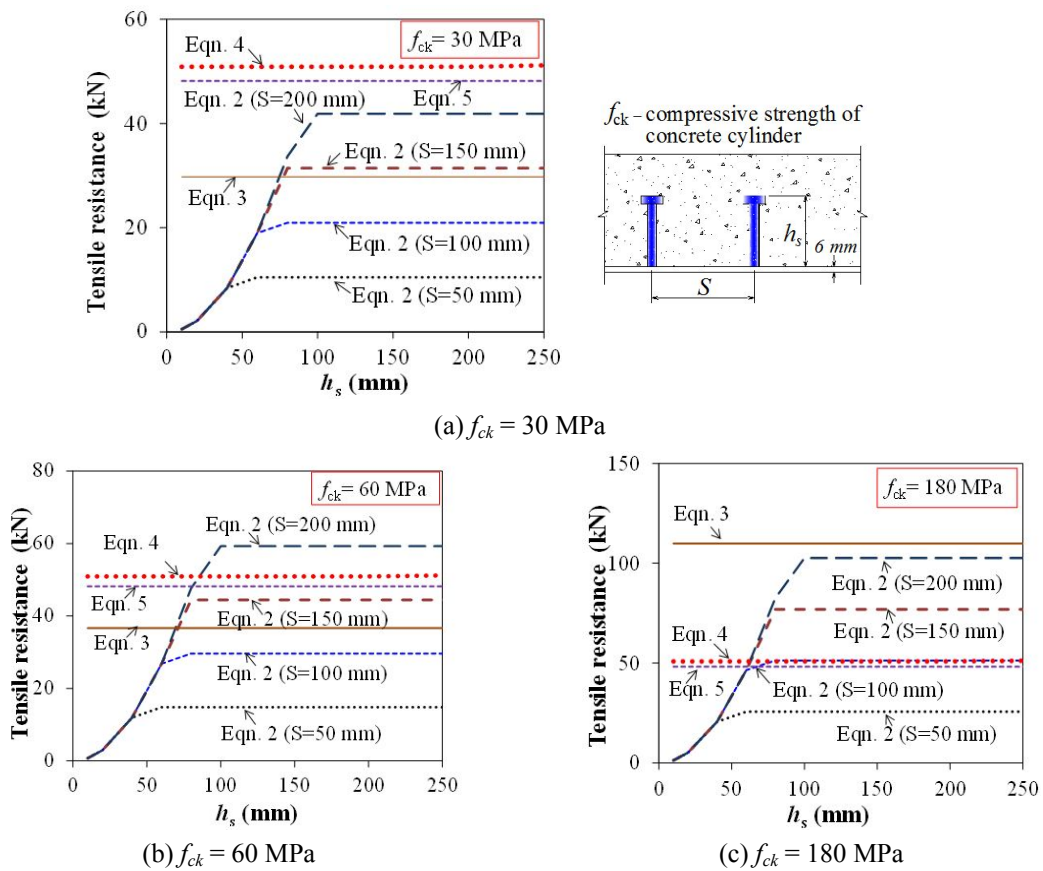 60
50
40
20
0
Tensile resistance (kN)
Eqn. 4
f_ck= 30 MPa
Eqn. 2 (S=200 mm)
Eqn. 5
Eqn. 2 (S=150 mm)
Eqn. 3
Eqn. 2 (S=100 mm)
Eqn. 2 (S=50 mm)
0 50 100 150 200 250
h_s (mm)
f_ck – compressive strength of
concrete cylinder
h_s
6 mm
S
(a) f_ck = 30 MPa
80
60
40
20
0
Tensile resistance (kN)
f_ck= 60 MPa
Eqn. 2 (S=200 mm)
Eqn. 4
Eqn. 5
Eqn. 2 (S=150 mm)
Eqn. 3
Eqn. 2 (S=100 mm)
Eqn. 2 (S=50 mm)
0 50 100 150 200 250
h_s (mm)
(b) f_ck = 60 MPa
150
100
50
0
Tensile resistance (kN)
f_ck= 180 MPa
Eqn. 3
Eqn. 2 (S=200 mm)
Eqn. 4
Eqn. 2 (S=150 mm)
Eqn. 5
Eqn. 2 (S=100 mm)
Eqn. 2 (S=50 mm)
0 50 100 150 200 250
h_s (mm)
(c) f_ck = 180 MPa